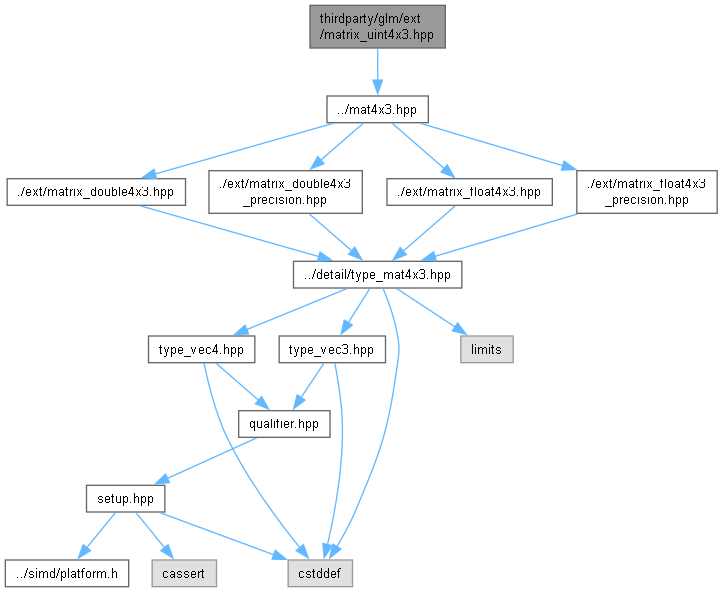 thirdparty/glm/ext
/matrix_uint4x3.hpp
../mat4x3.hpp
./ext/matrix_double4x3.hpp
./ext/matrix_double4x3
_precision.hpp
./ext/matrix_float4x3.hpp
./ext/matrix_float4x3
_precision.hpp
../detail/type_mat4x3.hpp
type_vec4.hpp
type_vec3.hpp
limits
qualifier.hpp
setup.hpp
../simd/platform.h
cassert
cstddef